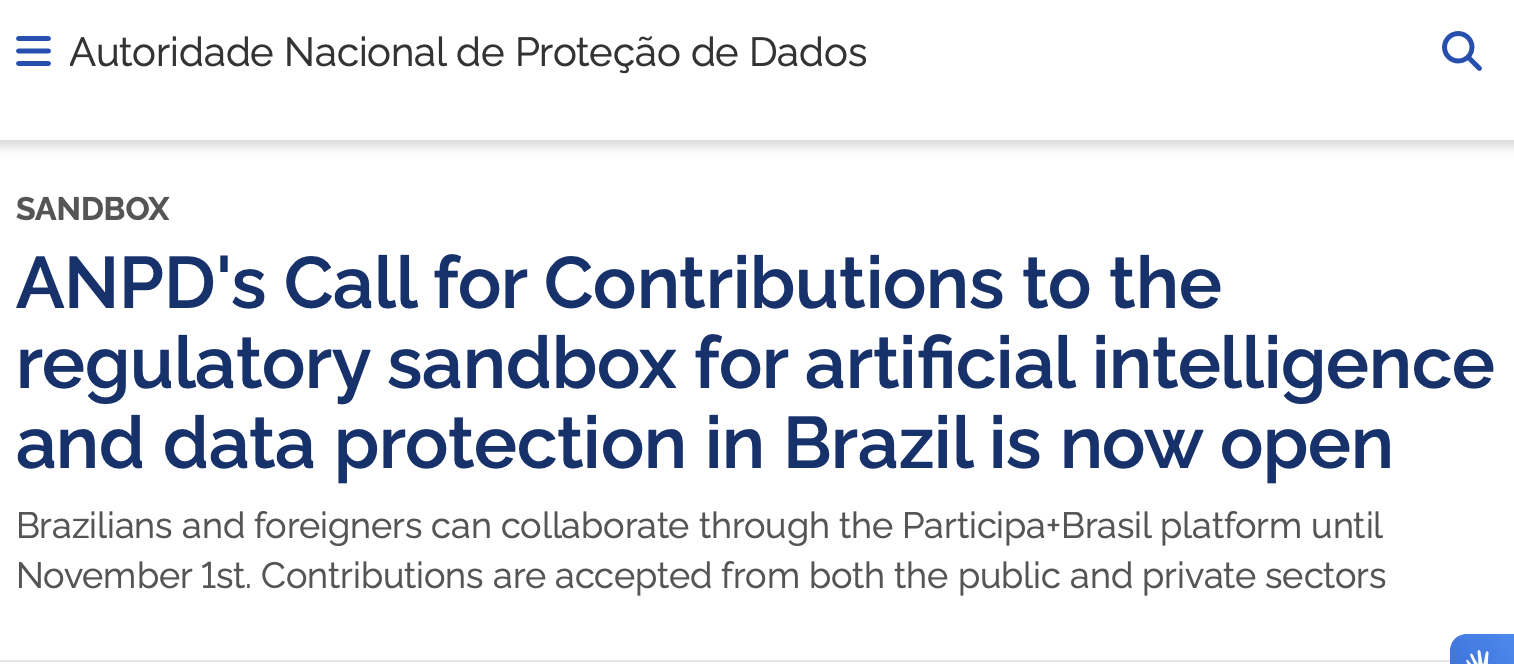 Autoridade Nacional de Proteção de Dados
SANDBOX
ANPD's Call for Contributions to the
regulatory sandbox for artificial intelligence
and data protection in Brazil is now open
Brazilians and foreigners can collaborate through the Participa+Brasil platform until
November 1st. Contributions are accepted from both the public and private sectors